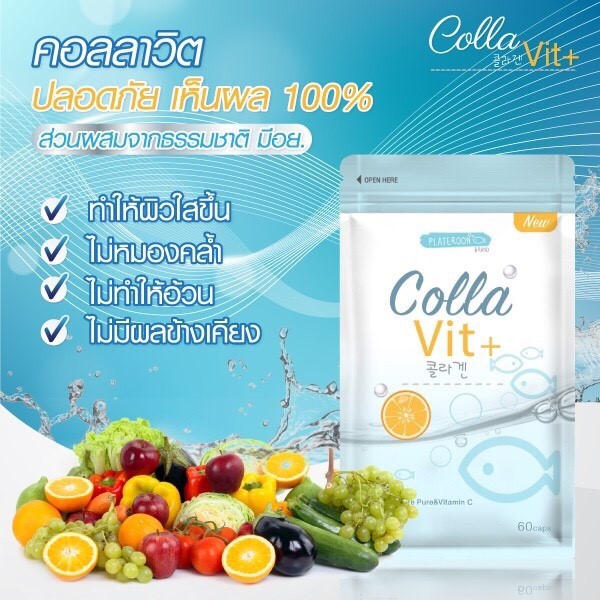 คอลลาวิต
ปลอดภัย เห็นผล 100%
ส่วนผสมจากธรรมชาติ มีอย.
ทำให้ผิวใสขึ้น
ไม่หมองคล้ำ
ไม่ทำให้อ้วน
ไม่มีผลข้างเคียง
Colla
콜라겐 Vit+
OPEN HERE
New
PLATEROON
BRAND
Colla
Vit+
콜라겐
Pure&Vitamin C
60caps